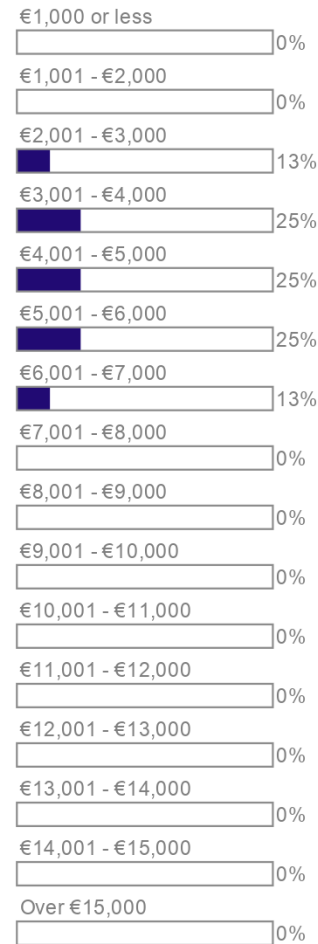 €1,000 or less
0%
€1,001 - €2,000
0%
€2,001 - €3,000
13%
€3,001 - €4,000
25%
€4,001 - €5,000
25%
€5,001 - €6,000
25%
€6,001 - €7,000
13%
€7,001 - €8,000
0%
€8,001 - €9,000
0%
€9,001 - €10,000
0%
€10,001 - €11,000
0%
€11,001 - €12,000
0%
€12,001 - €13,000
0%
€13,001 - €14,000
0%
€14,001 - €15,000
0%
Over €15,000
0%